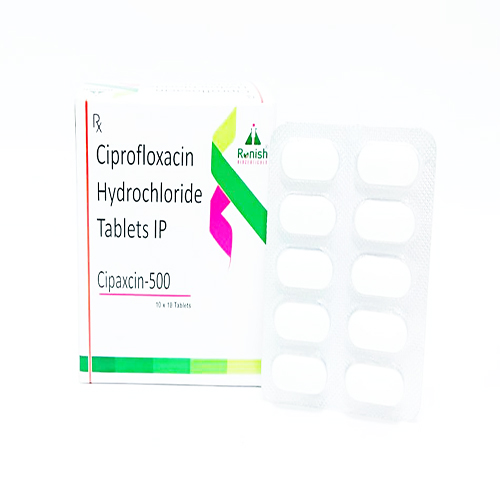 Rx
Ciprofloxacin
Hydrochloride
Tablets IP
Cipaxcin-500
10 x 10 Tablets
Ronish